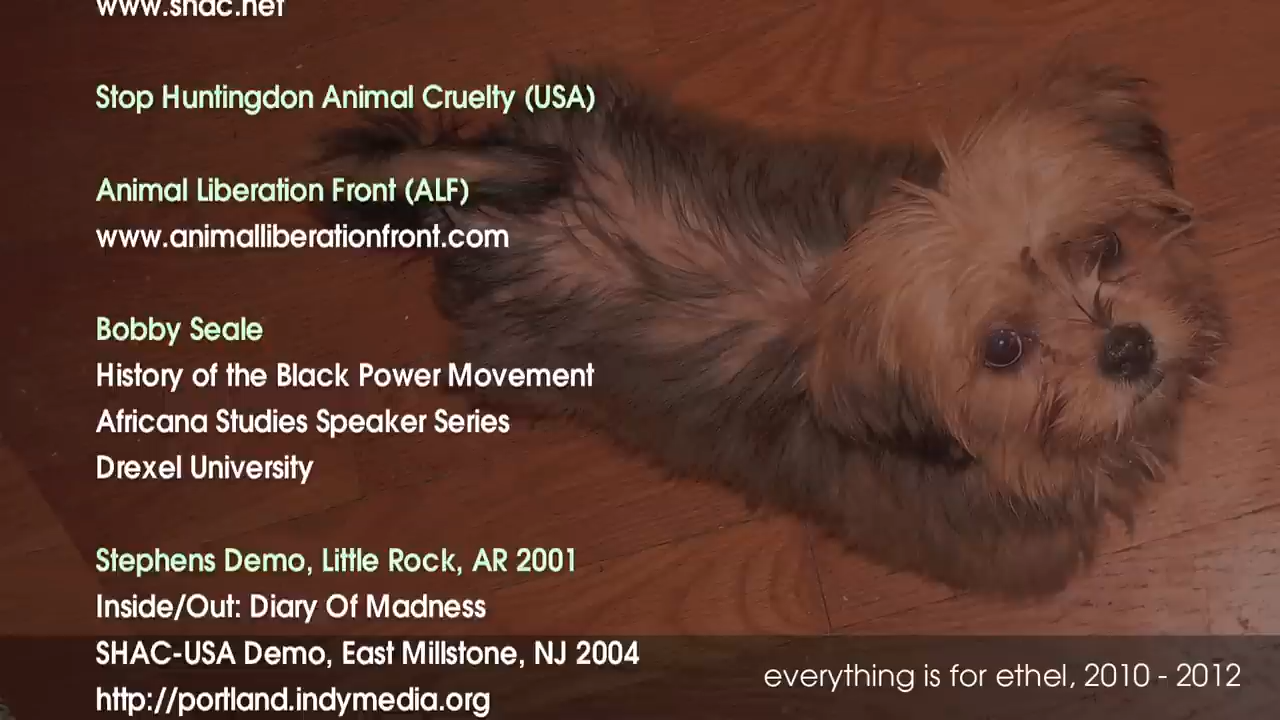 www.shac.net
Stop Huntingdon Animal Cruelty (USA)
Animal Liberation Front (ALF)
www.animalliberationfront.com
Bobby Seale
History of the Black Power Movement
Africana Studies Speaker Series
Drexel University
Stephens Demo, Little Rock, AR 2001
Inside/Out: Diary Of Madness
SHAC-USA Demo, East Millstone, NJ 2004
http://portland.indymedia.org
everything is for ethel, 2010 - 2012